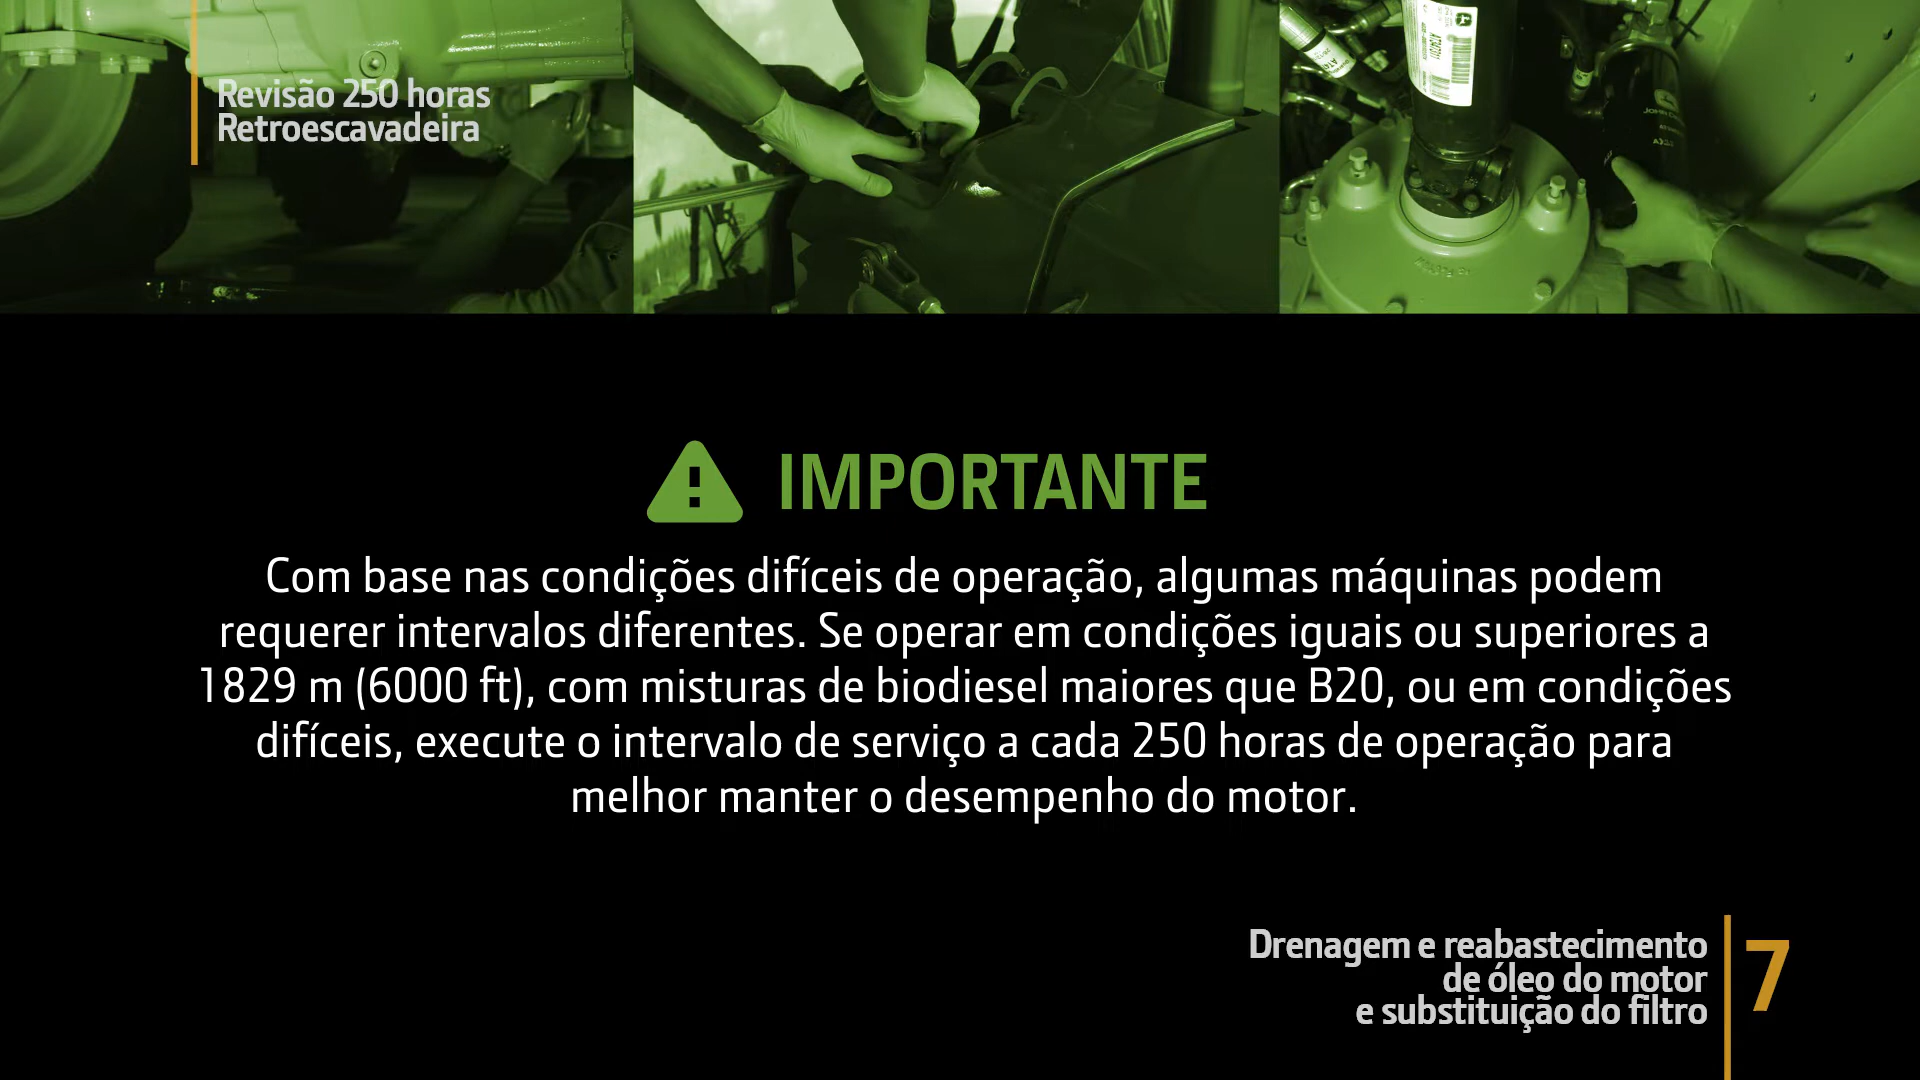 Revisão 250 horas
Retroescavadeira
IMPORTANTE
Com base nas condições difíceis de operação, algumas máquinas podem
requerer intervalos diferentes. Se operar em condições iguais ou superiores a
1829 m (6000 ft), com misturas de biodiesel maiores que B20, ou em condições
difíceis, execute o intervalo de serviço a cada 250 horas de operação para
melhor manter o desempenho do motor.
Drenagem e reabastecimento
de óleo do motor
e substituição do filtro
7